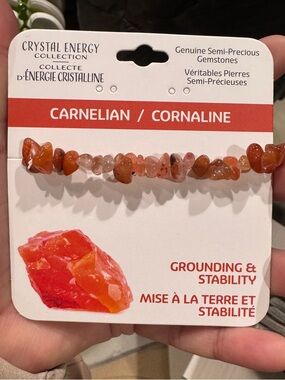 CRYSTAL ENERGY
COLLECTION
COLLECTE
D'ÉNERGIE CRISTALLINE
Genuine Semi-Precious
Gemstones
Véritables Pierres
Semi-Précieuses
CARNELIAN / CORNALINE
GROUNDING &
STABILITY
MISE À LA TERRE ET
STABILITÉ